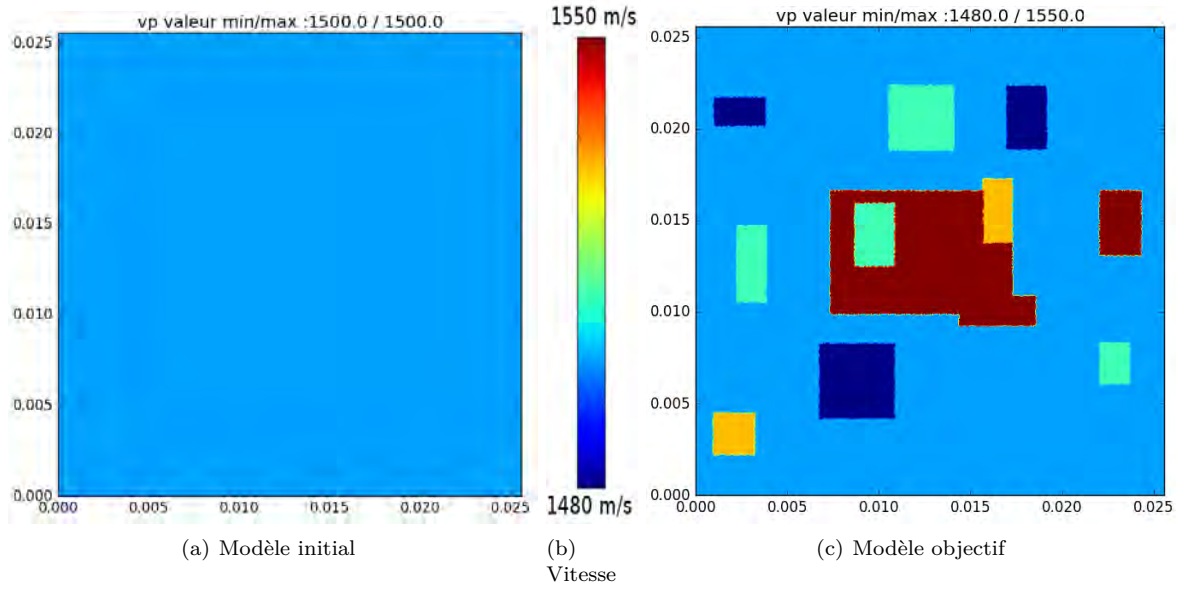 vp valeur min/max :1500.0 / 1500.0
0.025
0.020
0.015
0.010
0.005
0.000
0.000 0.005 0.010 0.015 0.020 0.025
(a) Modèle initial
1550 m/s
1480 m/s
(b)
Vitesse
vp valeur min/max :1480.0 / 1550.0
0.025
0.020
0.015
0.010
0.005
0.000
0.000 0.005 0.010 0.015 0.020 0.025
(c) Modèle objectif